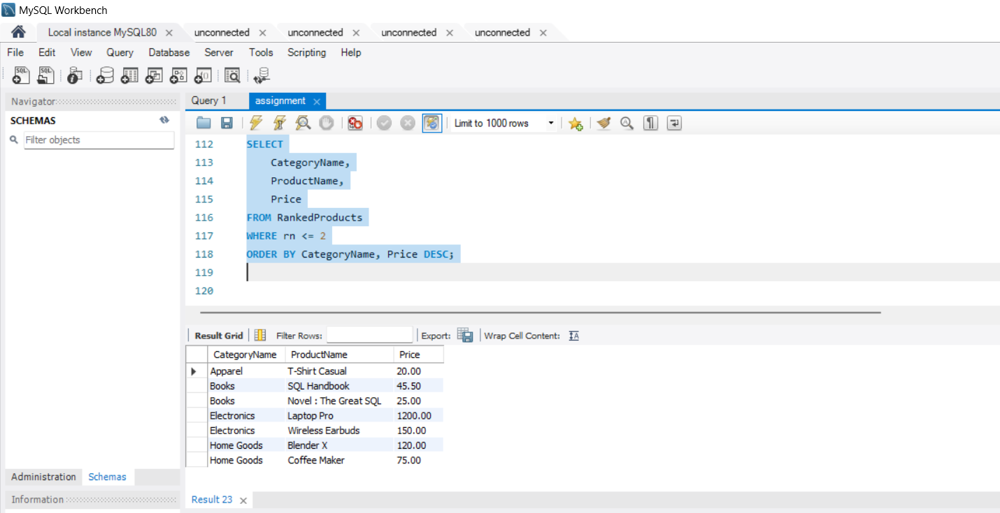 MySQL Workbench
Local instance MySQL80 unconnected unconnected unconnected unconnected
File Edit View Query Database Server Tools Scripting Help
SQL SQL
Navigator
Query 1 assignment
SCHEMAS
Limit to 1000 rows
Filter objects
112 SELECT
113 CategoryName,
114 ProductName,
115 Price
116 FROM RankedProducts
117 WHERE rn <= 2
118 ORDER BY CategoryName, Price DESC;
119
120
Result Grid Filter Rows: Export: Wrap Cell Content: IA
CategoryName ProductName Price
Apparel T-Shirt Casual 20.00
Books SQL Handbook 45.50
Books Novel : The Great SQL 25.00
Electronics Laptop Pro 1200.00
Electronics Wireless Earbuds 150.00
Home Goods Blender X 120.00
Home Goods Coffee Maker 75.00
Administration Schemas
Information
Result 23